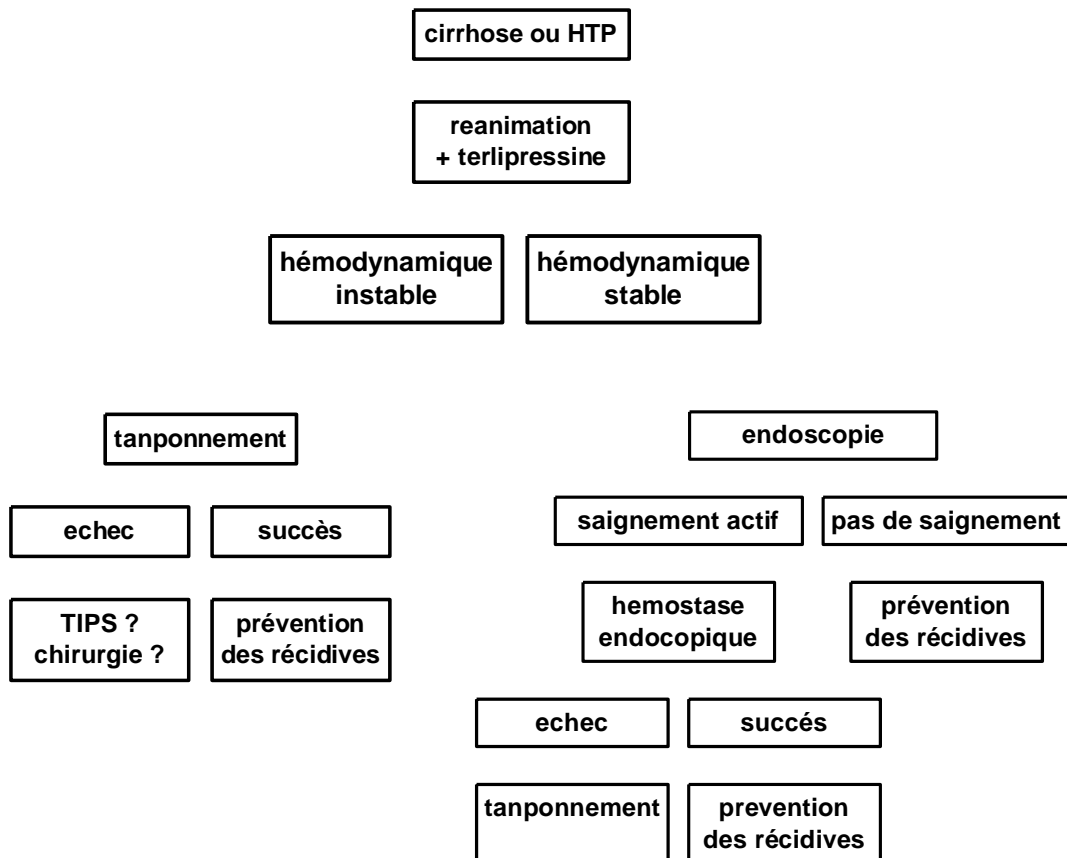 cirrhose ou HTP
reanimation
+ terlipressine
hémodynamique
instable
hémodynamique
stable
tanponnement
endoscopie
echec
succès
saignement actif
pas de saignement
TIPS ?
chirurgie ?
prévention
des récidives
hemostase
endocopique
prévention
des récidives
echec
succés
tanponnement
prevention
des récidives